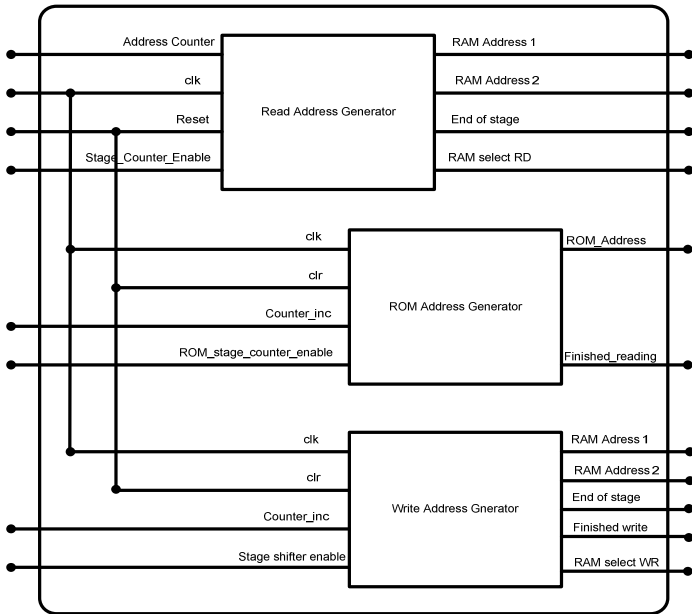 Address Counter
RAM Address 1
clk
RAM Address 2
Read Address Generator
Reset
End of stage
Stage_Counter_Enable
RAM select RD
clk
ROM_Address
clr
ROM Address Generator
Counter_inc
ROM_stage_counter_enable
Finished_reading
clk
RAM Adress 1
clr
RAM Address 2
End of stage
Write Address Gnerator
Counter_inc
Finished write
Stage shifter enable
RAM select WR